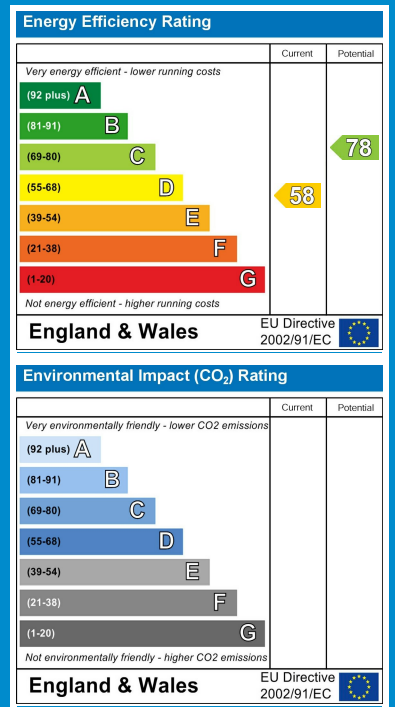 Energy Efficiency Rating
Current Potential
Very energy efficient - lower running costs
(92 plus) A
(81-91) B
(69-80) C
78
(55-68) D
58
(39-54) E
(21-38) F
(1-20) G
Not energy efficient - higher running costs
England & Wales
EU Directive
2002/91/EC
Environmental Impact (CO₂) Rating
Current Potential
Very environmentally friendly - lower CO2 emissions
(92 plus) A
(81-91) B
(69-80) C
(55-68) D
(39-54) E
(21-38) F
(1-20) G
Not environmentally friendly - higher CO2 emissions
England & Wales
EU Directive
2002/91/EC